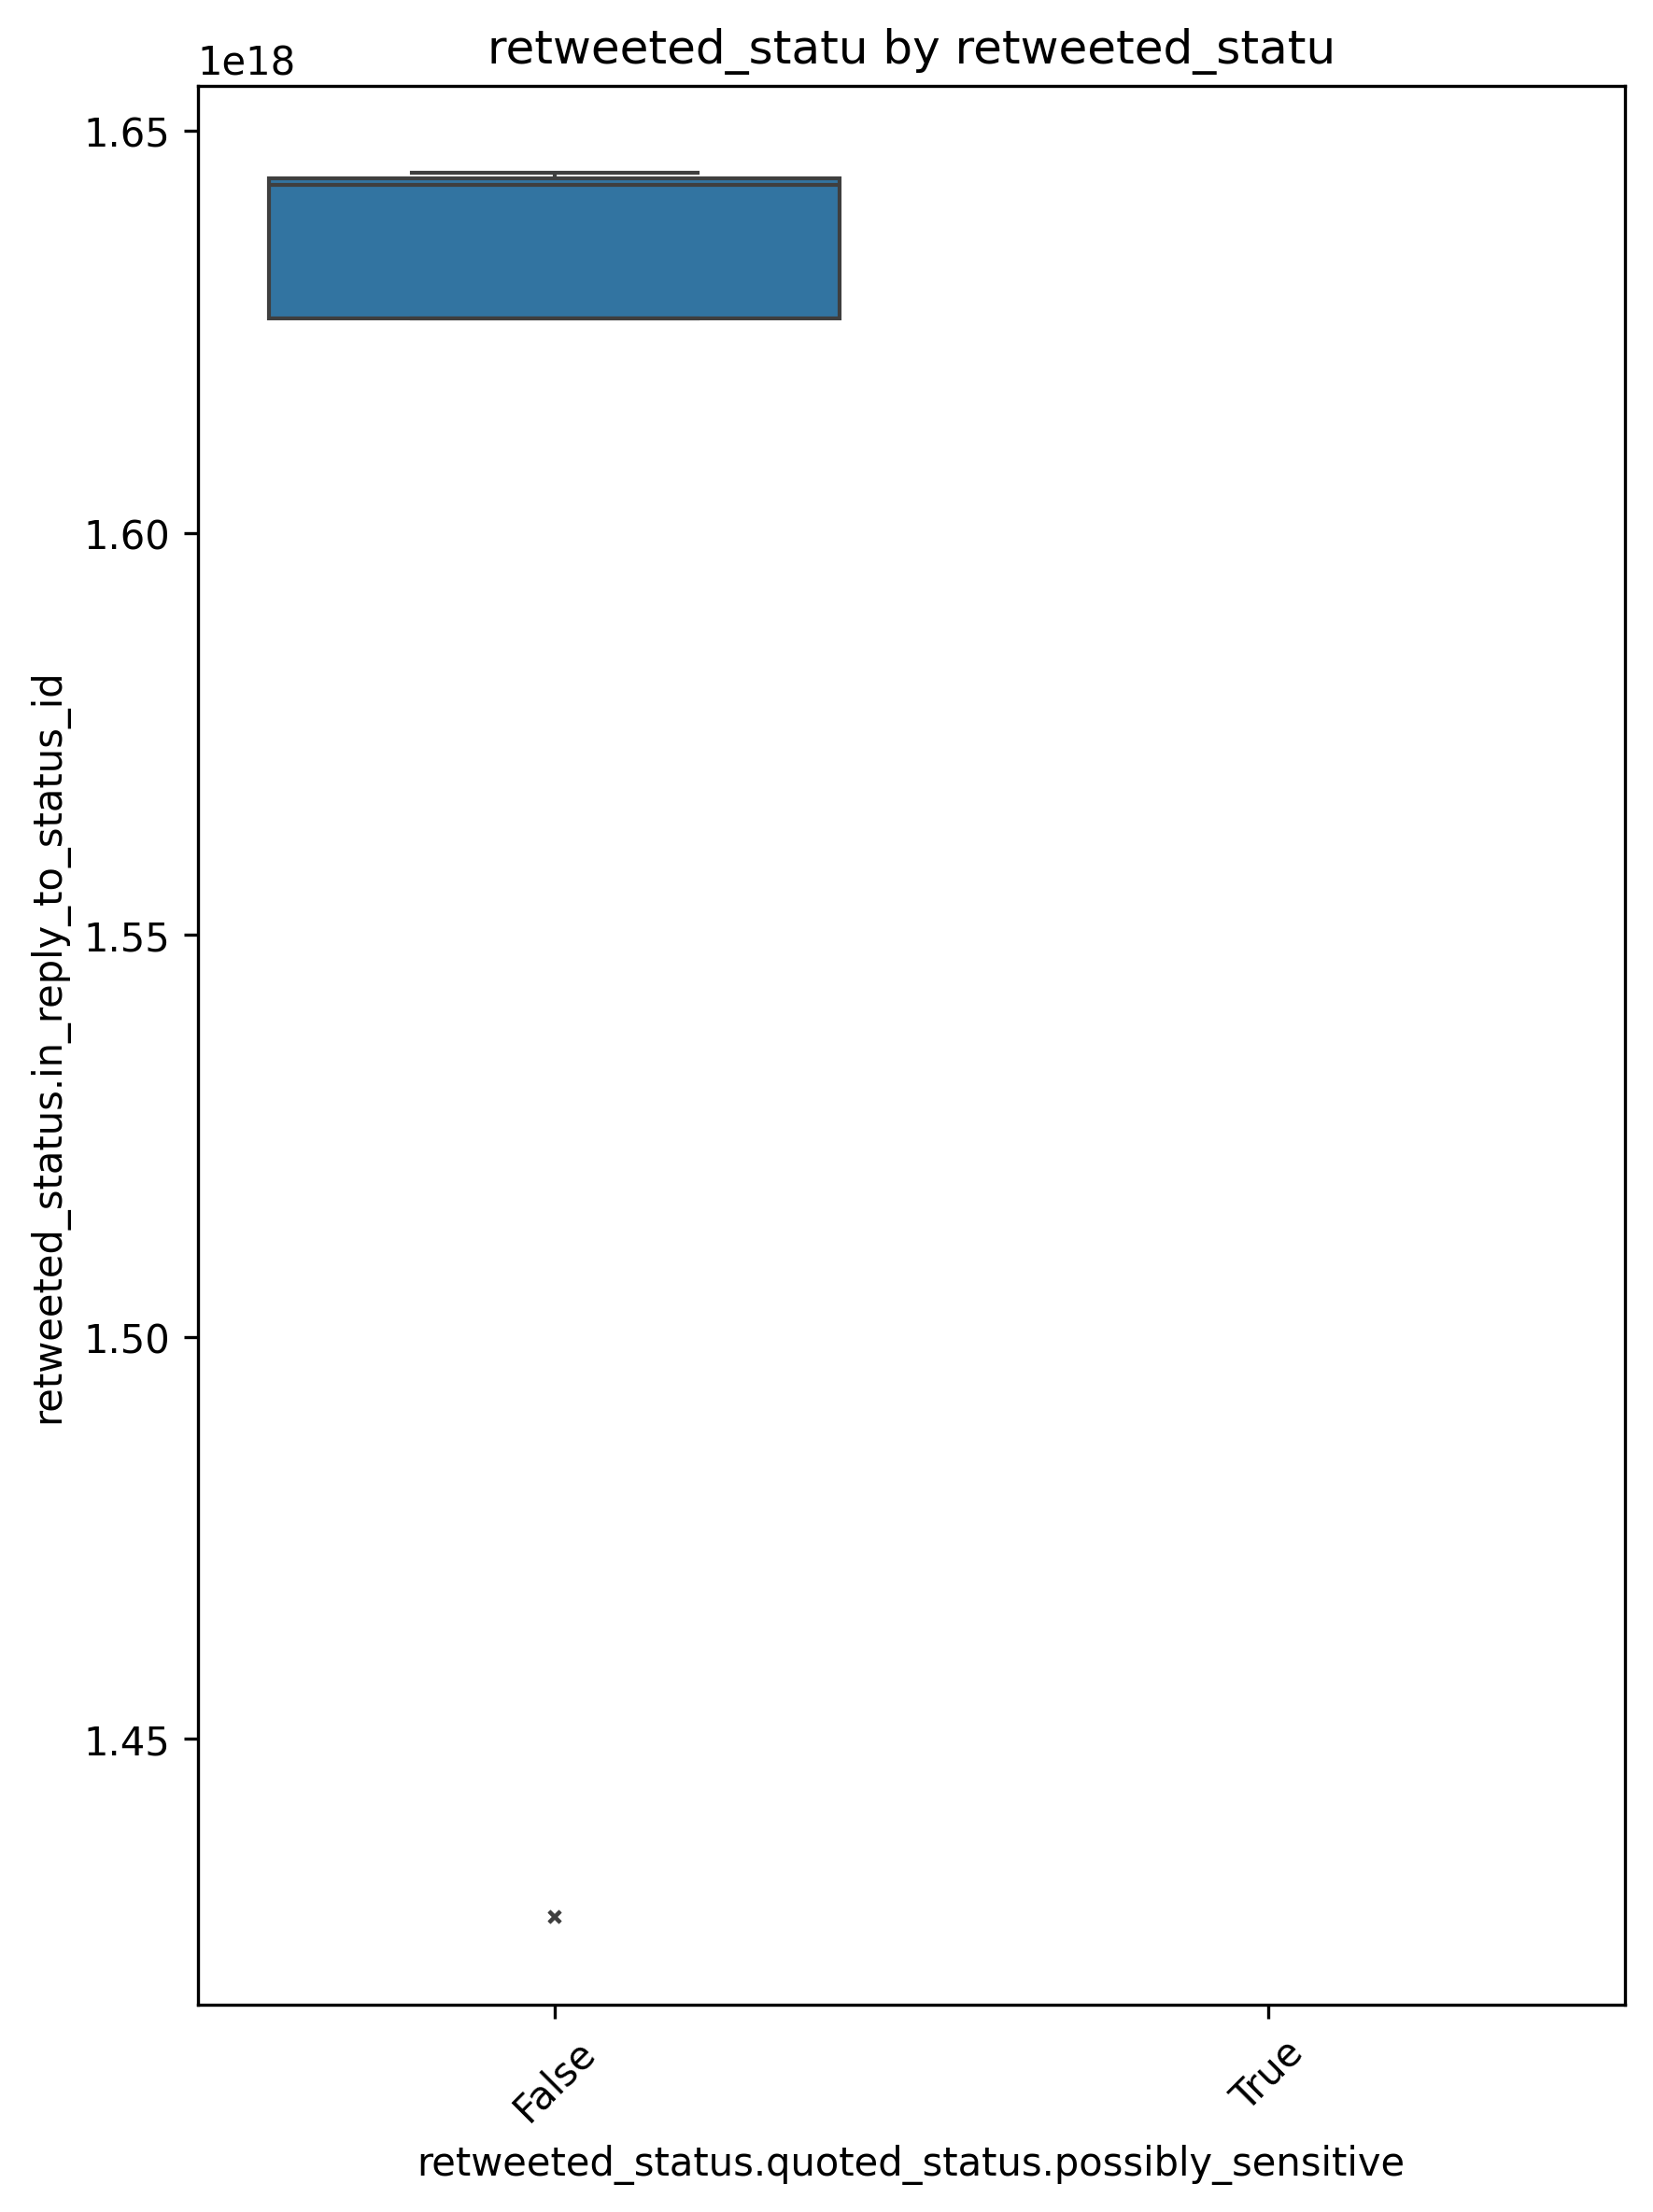 retweeted_statu by retweeted_statu
1e18
1.65
1.60
1.55
1.50
1.45
retweeted_status.in_reply_to_status_id
False
True
retweeted_status.quoted_status.possibly_sensitive